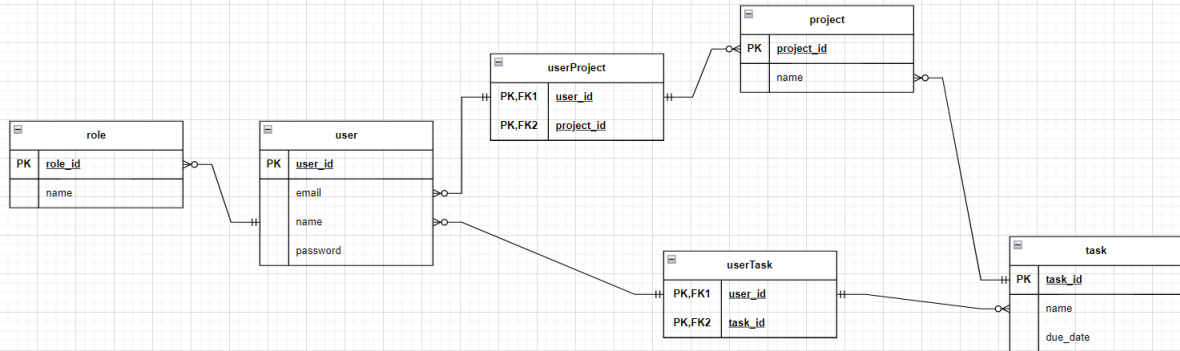 role
PK role_id
name
user
PK user_id
email
name
password
userProject
PK,FK1 user_id
PK,FK2 project_id
project
PK project_id
name
userTask
PK,FK1 user_id
PK,FK2 task_id
task
PK task_id
name
due_date